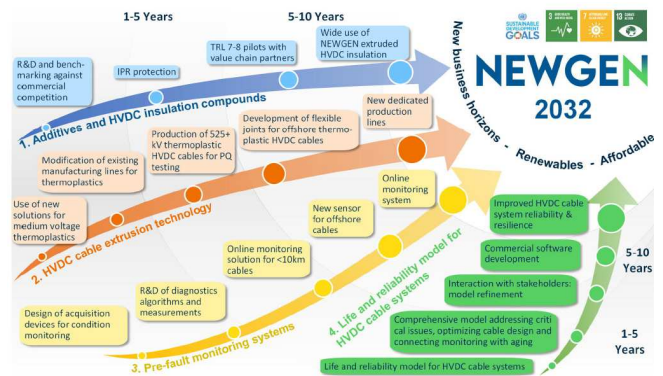 1-5 Years
5-10 Years
SUSTAINABLE
DEVELOPMENT
GOALS
3
7
13
R&D and bench-
marking against
commercial
competition
IPR protection
TRL 7-8 pilots with
value chain partners
Wide use of
NEWGEN extruded
HVDC insulation
1. Additives and HVDC insulation compounds
NEWGEN
2032
New business horizons - Renewables - Affordable
Use of new
solutions for
medium voltage
thermoplastics
Modification of existing
manufacturing lines for
thermoplastics
Production of 525+
kV thermoplastic
HVDC cables for PQ
testing
Development of flexible
joints for offshore thermo-
plastic HVDC cables
New dedicated
production
lines
2. HVDC cable extrusion technology
Design of acquisition
devices for condition
monitoring
R&D of diagnostics
algorithms and
measurements
Online monitoring
solution for <10km
cables
New sensor
for offshore
cables
Online
monitoring
system
3. Pre-fault monitoring systems
4. Life and reliability model for
HVDC cable systems
Improved HVDC cable
system reliability &
resilience
Commercial software
development
Interaction with stakeholders:
model refinement
Comprehensive model addressing criti
cal issues, optimizing cable design and
connecting monitoring with aging
Life and reliability model for HVDC cable systems
5-10
Years
1-5
Years